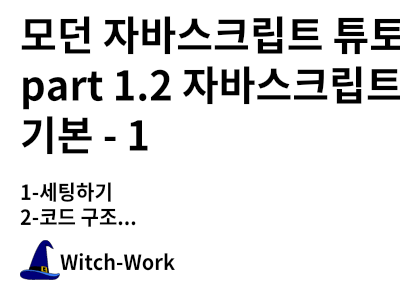 모던 자바스크립트 튜토
part 1.2 자바스크립트
기본 - 1
1-세팅하기
2-코드 구조...
Witch-Work